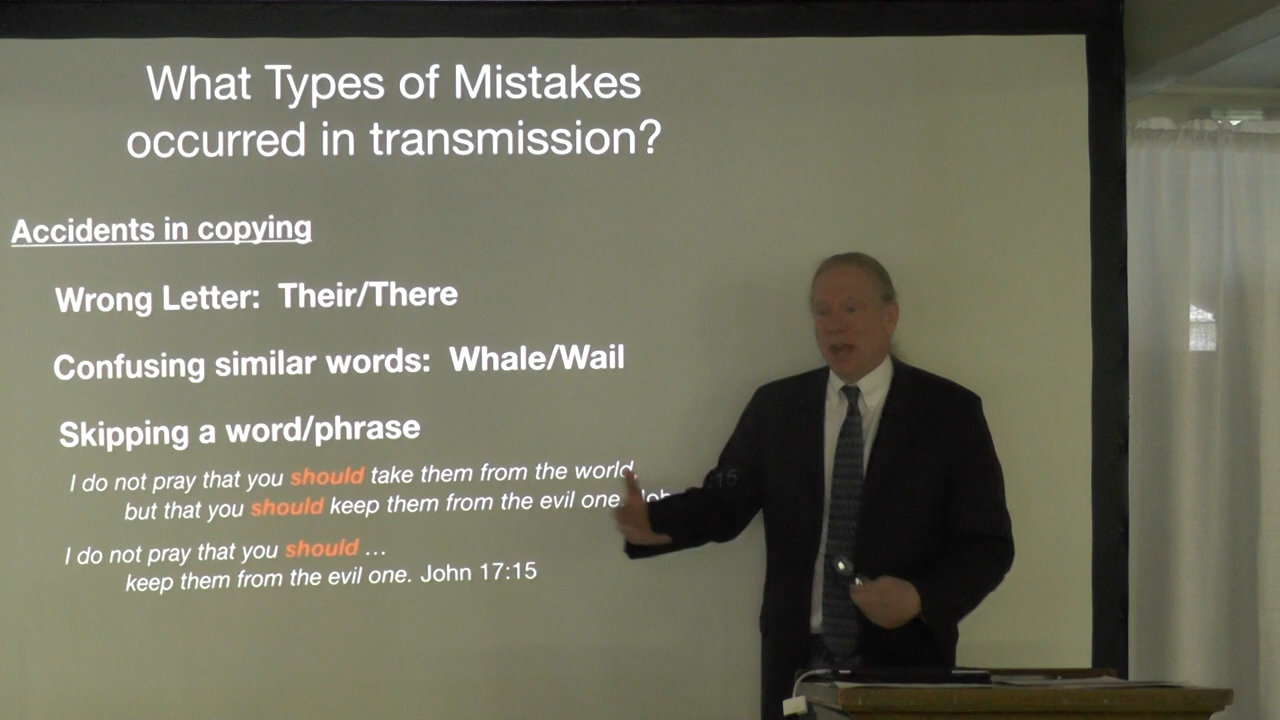 What Types of Mistakes
occurred in transmission?
Accidents in copying
Wrong Letter: Their/There
Confusing similar words: Whale/Wail
Skipping a word/phrase
I do not pray that you should take them from the world,
but that you should keep them from the evil one. :15
I do not pray that you should ...
keep them from the evil one. John 17:15